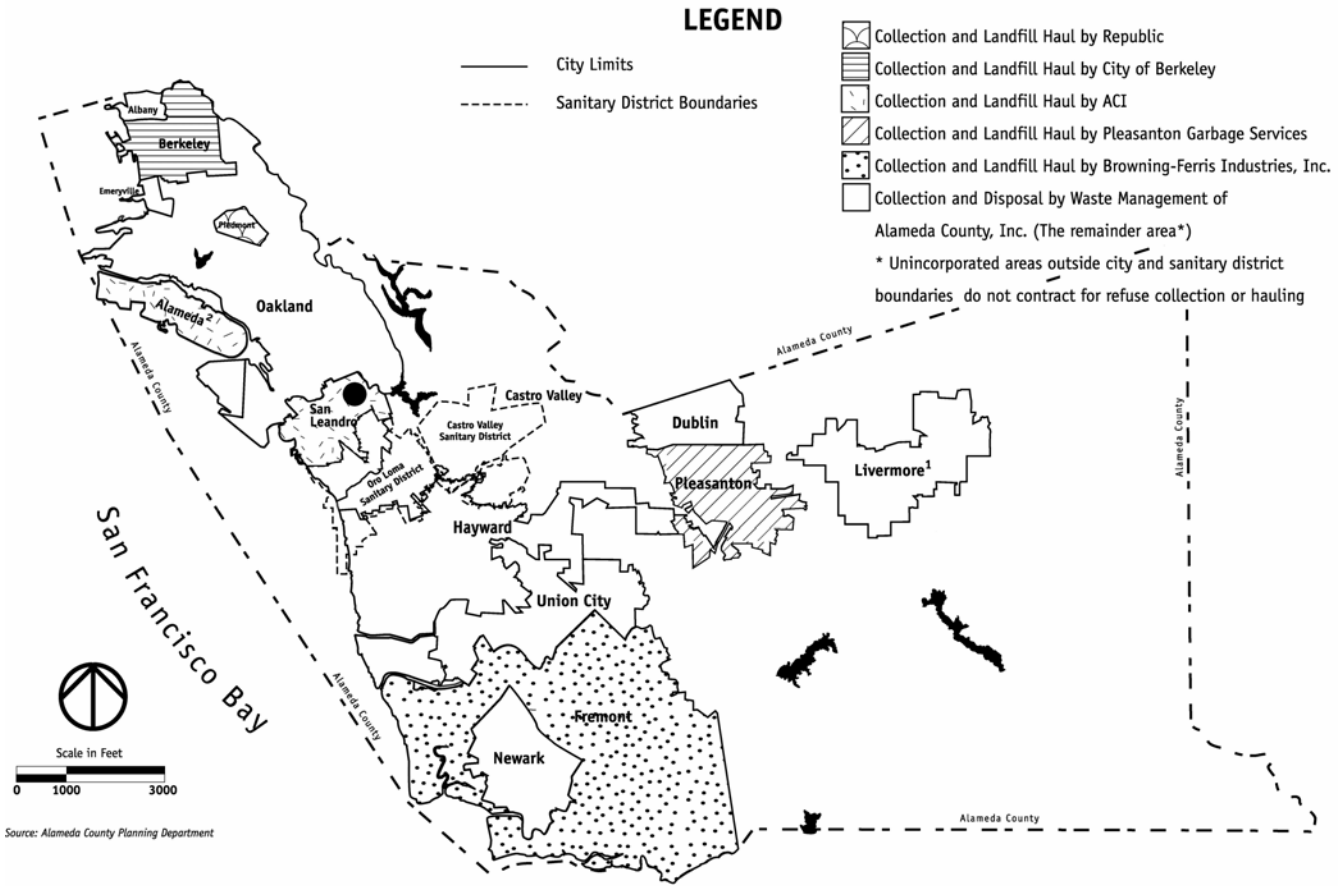 LEGEND
City Limits
Sanitary District Boundaries
Collection and Landfill Haul by Republic
Collection and Landfill Haul by City of Berkeley
Collection and Landfill Haul by ACI
Collection and Landfill Haul by Pleasanton Garbage Services
Collection and Landfill Haul by Browning-Ferris Industries, Inc.
Collection and Disposal by Waste Management of
Alameda County, Inc. (The remainder area*)
* Unincorporated areas outside city and sanitary district
boundaries do not contract for refuse collection or hauling
Albany
Berkeley
Emeryville
Piedmont
Oakland
Alameda²
Alameda County
Alameda County
Alameda County
San
Leandro
Castro Valley
Castro Valley
Sanitary District
Oro Loma
Sanitary District
Dublin
Pleasanton
Livermore¹
Hayward
Union City
San Francisco Bay
Alameda County
Fremont
Newark
Scale in Feet
0 1000 3000
Alameda County
Source: Alameda County Planning Department